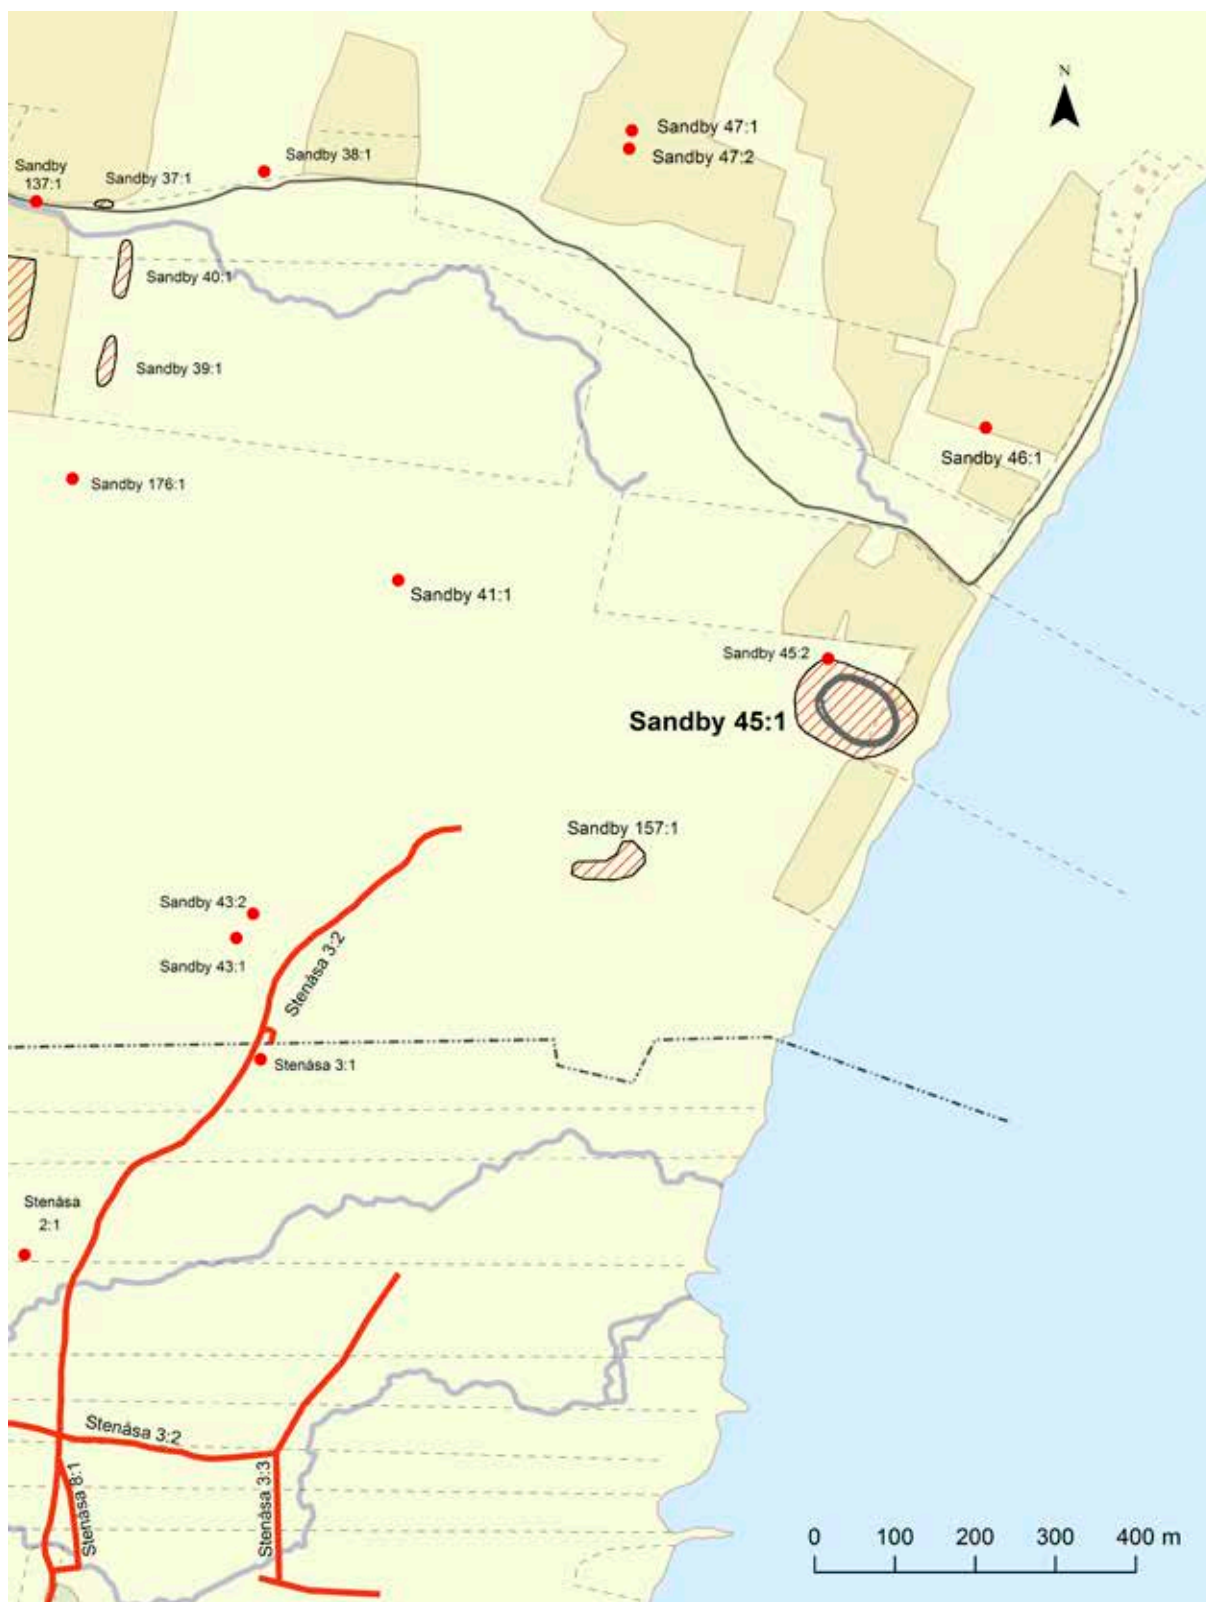 N
Sandby 47:1
Sandby 47:2
Sandby 38:1
Sandby
137:1
Sandby 37:1
Sandby 40:1
Sandby 39:1
Sandby 46:1
Sandby 176:1
Sandby 41:1
Sandby 45:2
Sandby 45:1
Sandby 157:1
Sandby 43:2
Sandby 43:1
Stenåsa 3:2
Stenåsa 3:1
Stenåsa
2:1
Stenåsa 3:2
Stenåsa 8:1
Stenåsa 3:3
0 100 200 300 400 m